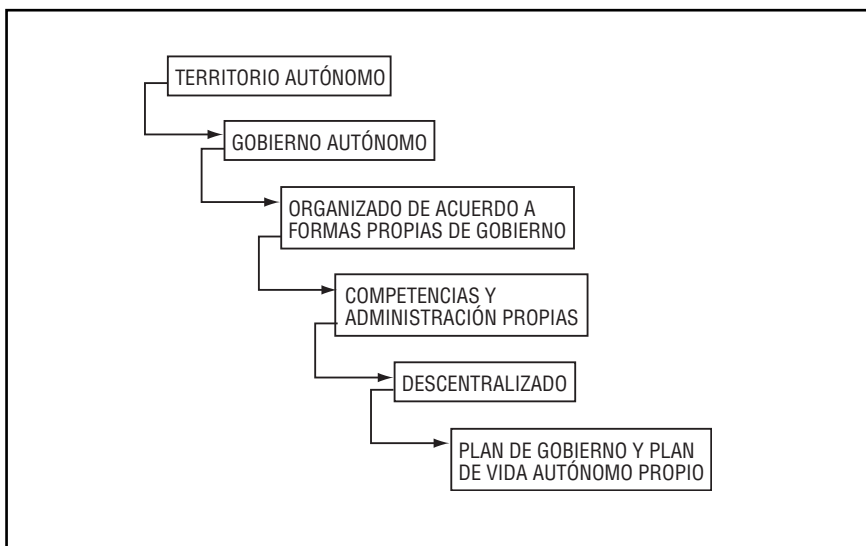 TERRITORIO AUTÓNOMO
GOBIERNO AUTÓNOMO
ORGANIZADO DE ACUERDO A
FORMAS PROPIAS DE GOBIERNO
COMPETENCIAS Y
ADMINISTRACIÓN PROPIAS
DESCENTRALIZADO
PLAN DE GOBIERNO Y PLAN
DE VIDA AUTÓNOMO PROPIO